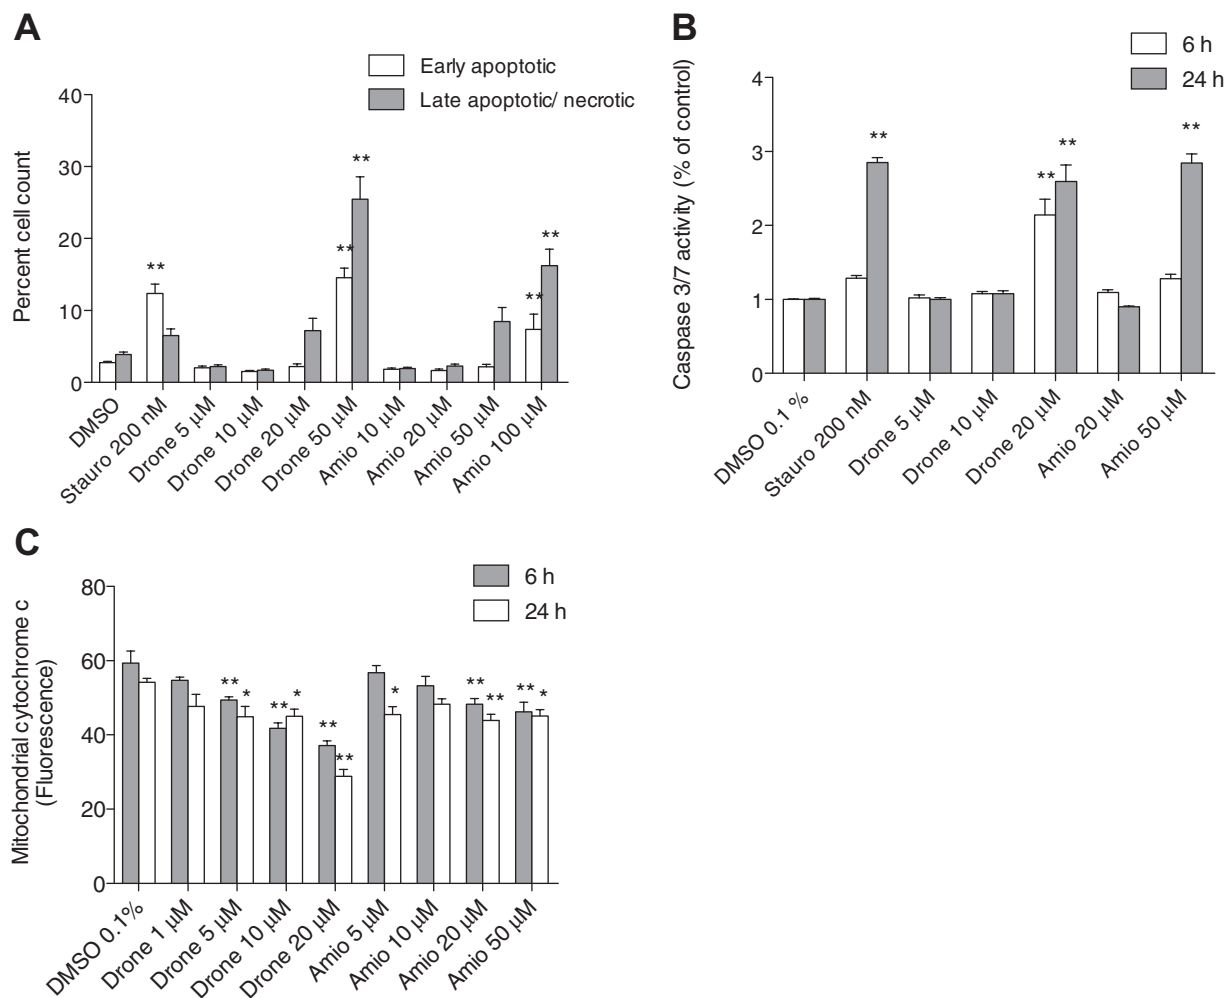 A
Early apoptotic
Late apoptotic/ necrotic
Percent cell count
40
30
20
10
0
**
**
**
**
**
DMSO
Stauro 200 nM
Drone 5 µM
Drone 10 µM
Drone 20 µM
Drone 50 µM
Amio 10 µM
Amio 20 µM
Amio 50 µM
Amio 100 µM
B
6 h
24 h
Caspase 3/7 activity (% of control)
4
3
2
1
0
**
**
**
**
DMSO 0.1 %
Stauro 200 nM
Drone 5 µM
Drone 10 µM
Drone 20 µM
Amio 20 µM
Amio 50 µM
C
6 h
24 h
Mitochondrial cytochrome c
(Fluorescence)
80
60
40
20
0
**
*
**
*
**
**
*
**
**
**
*
DMSO 0.1%
Drone 1 µM
Drone 5 µM
Drone 10 µM
Drone 20 µM
Amio 5 µM
Amio 10 µM
Amio 20 µM
Amio 50 µM